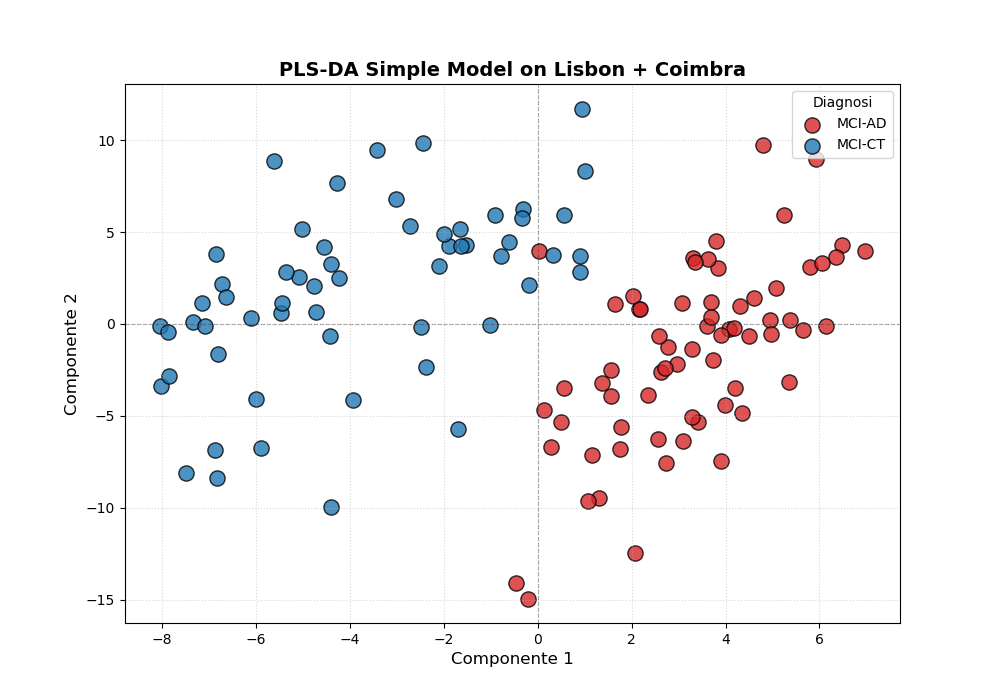 PLS-DA Simple Model on Lisbon + Coimbra
Diagnosi
MCI-AD
MCI-CT
10
5
0
−5
−10
−15
Componente 2
−8
−6
−4
−2
0
2
4
6
Componente 1